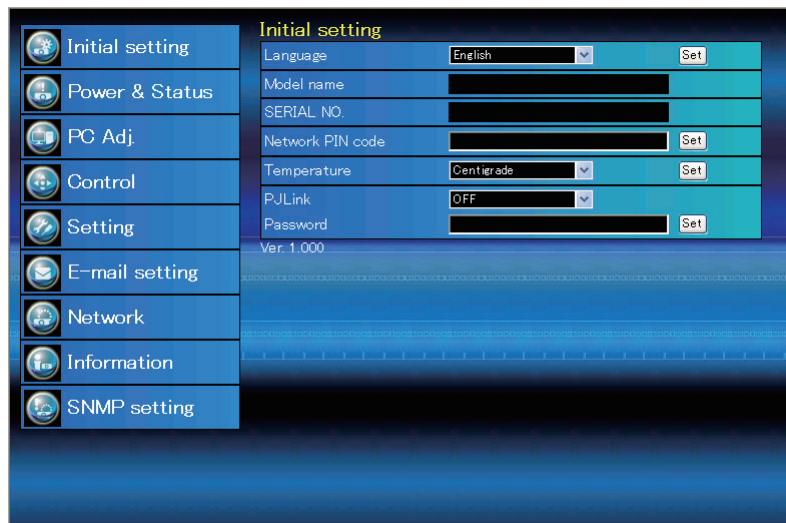 Initial setting
Power & Status
PC Adj.
Control
Setting
E-mail setting
Network
Information
SNMP setting
Initial setting
Language English Set
Model name
SERIAL NO.
Network PIN code Set
Temperature Centigrade Set
PJLink OFF
Password Set
Ver. 1.000